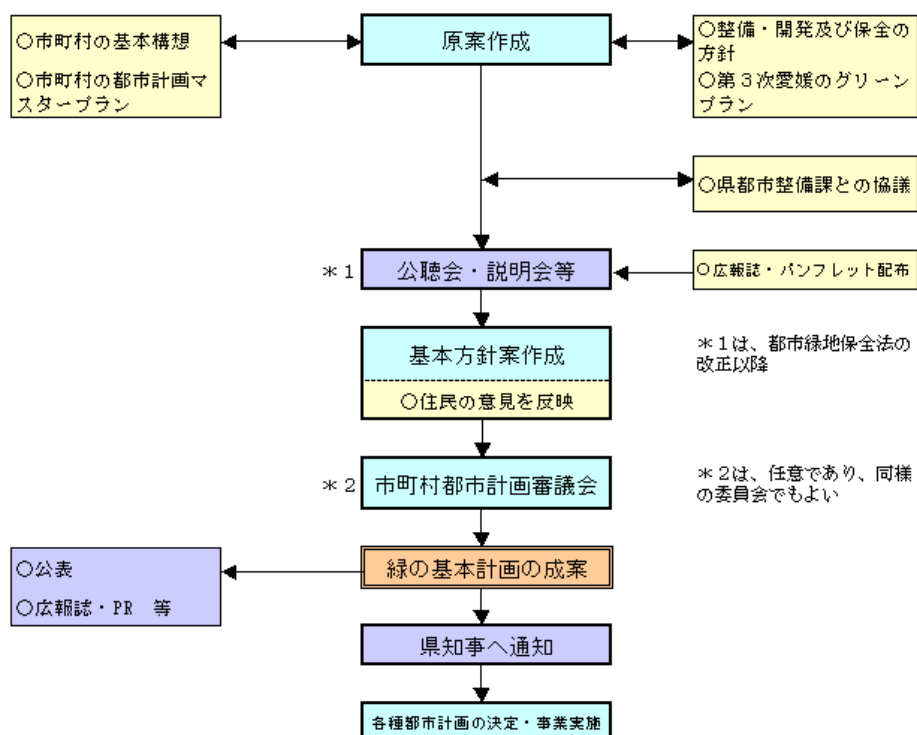 ○市町村の基本構想
○市町村の都市計画マ
スタープラン
原案作成
○整備・開発及び保全の
方針
○第３次愛媛のグリーン
プラン
○県都市整備課との協議
＊１
公聴会・説明会等
○広報誌・パンフレット配布
基本方針案作成
○住民の意見を反映
＊１は、都市緑地保全法の
改正以降
＊２
市町村都市計画審議会
＊２は、任意であり、同様
の委員会でもよい
緑の基本計画の成案
○公表
○広報誌・PR　等
県知事へ通知
各種都市計画の決定・事業実施